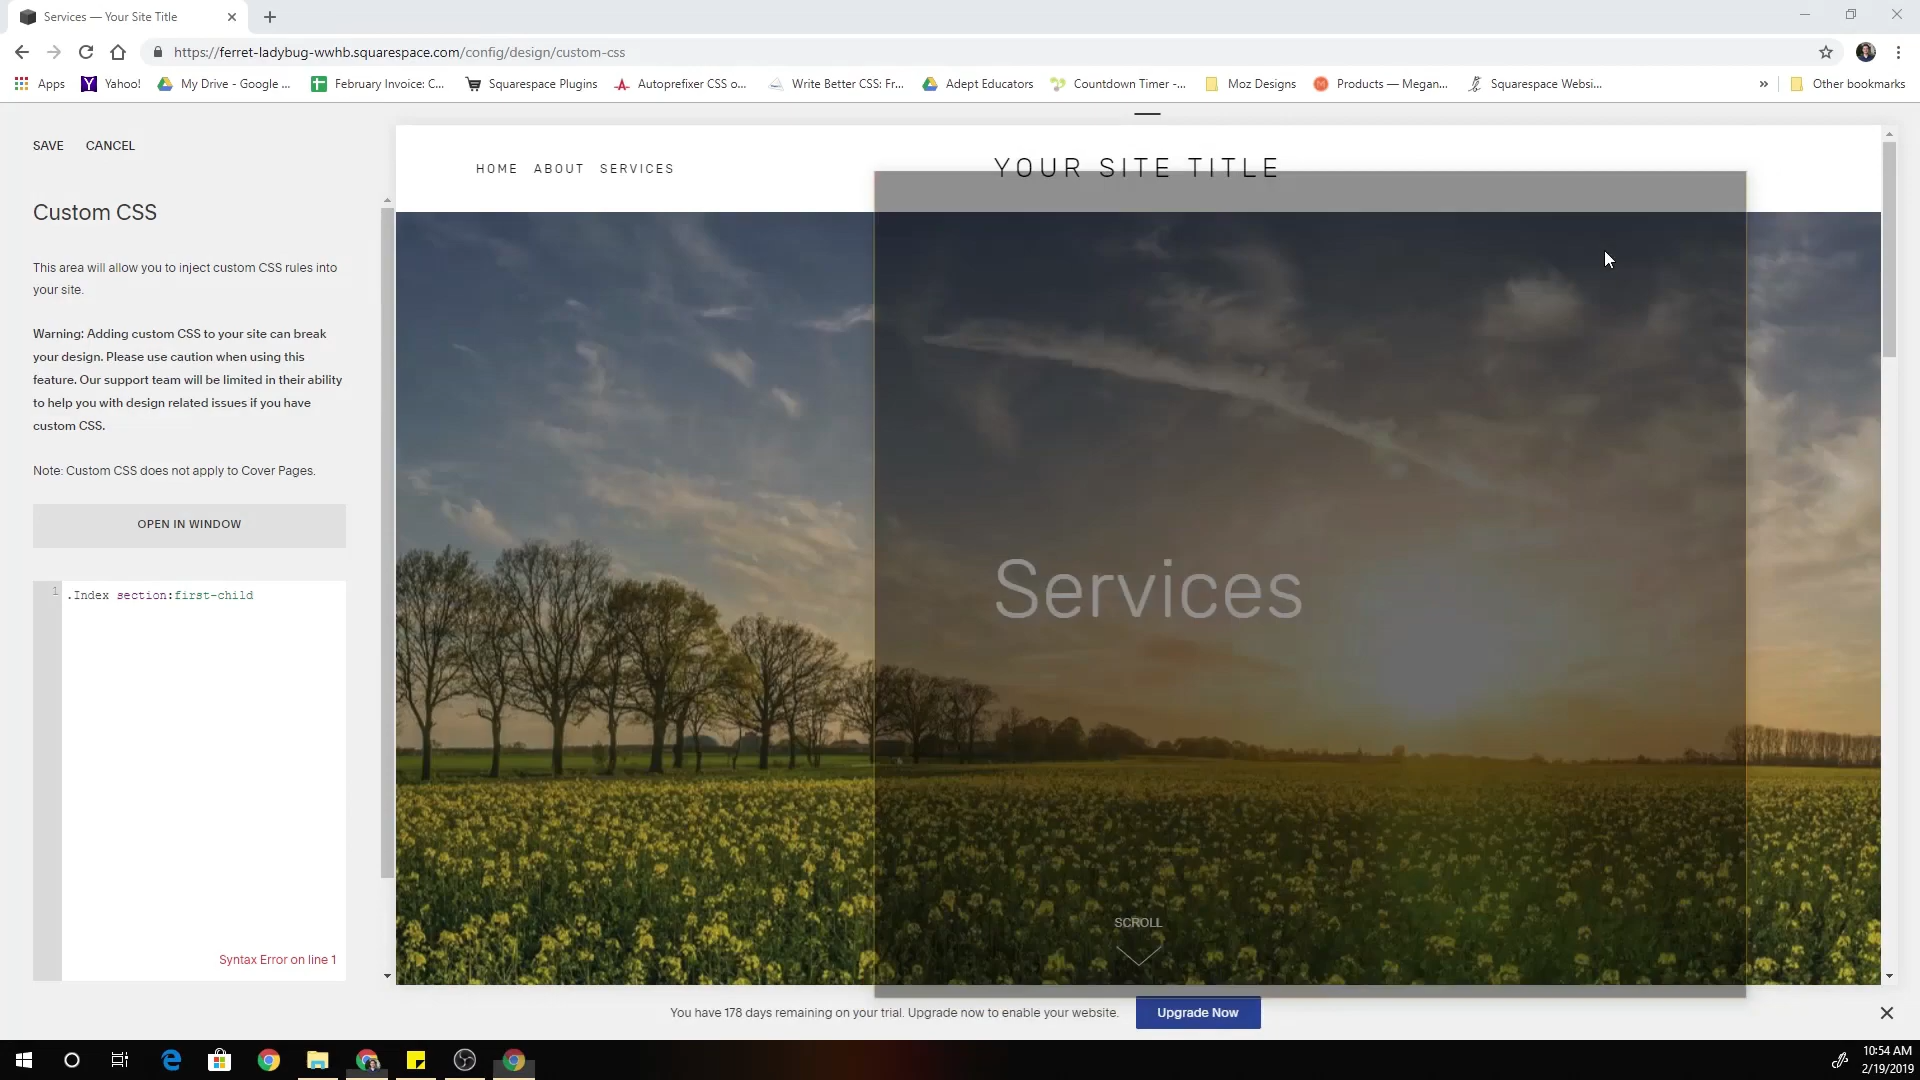 Services — Your Site Title
https://ferret-ladybug-wwhb.squarespace.com/config/design/custom-css
Apps Yahoo! My Drive - Google ... February Invoice: C... Squarespace Plugins Autoprefixer CSS o... Write Better CSS: Fr... Adept Educators Countdown Timer -... Moz Designs Products — Megan... Squarespace Websi... » Other bookmarks
SAVE CANCEL
HOME ABOUT SERVICES
YOUR SITE TITLE
Custom CSS
This area will allow you to inject custom CSS rules into
your site.
Warning: Adding custom CSS to your site can break
your design. Please use caution when using this
feature. Our support team will be limited in their ability
to help you with design related issues if you have
custom CSS.
Note: Custom CSS does not apply to Cover Pages.
OPEN IN WINDOW
1 .Index section:first-child
Syntax Error on line 1
Services
SCROLL
You have 178 days remaining on your trial. Upgrade now to enable your website. Upgrade Now
10:54 AM
2/19/2019